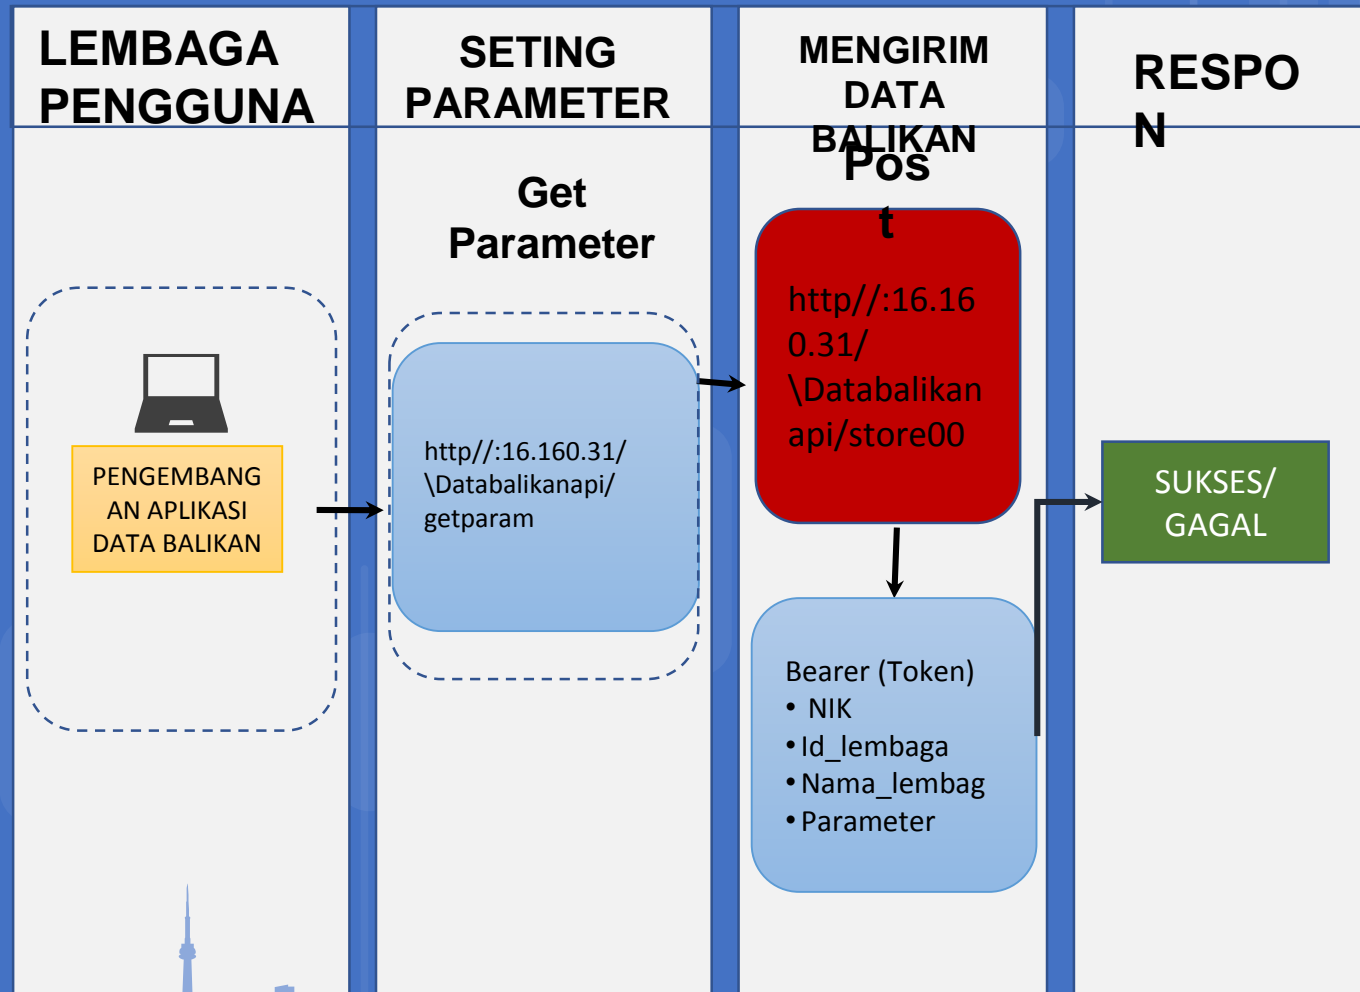 LEMBAGA
PENGGUNA
SETING
PARAMETER
MENGIRIM
DATA
BALIKAN
RESPO
N
Get
Parameter
Pos
t
PENGEMBANG
AN APLIKASI
DATA BALIKAN
http//:16.160.31/
\Databalikanapi/
getparam
http//:16.16
0.31/
\Databalikan
api/store00
Bearer (Token)
• NIK
• Id_lembaga
• Nama_lembag
• Parameter
SUKSES/
GAGAL